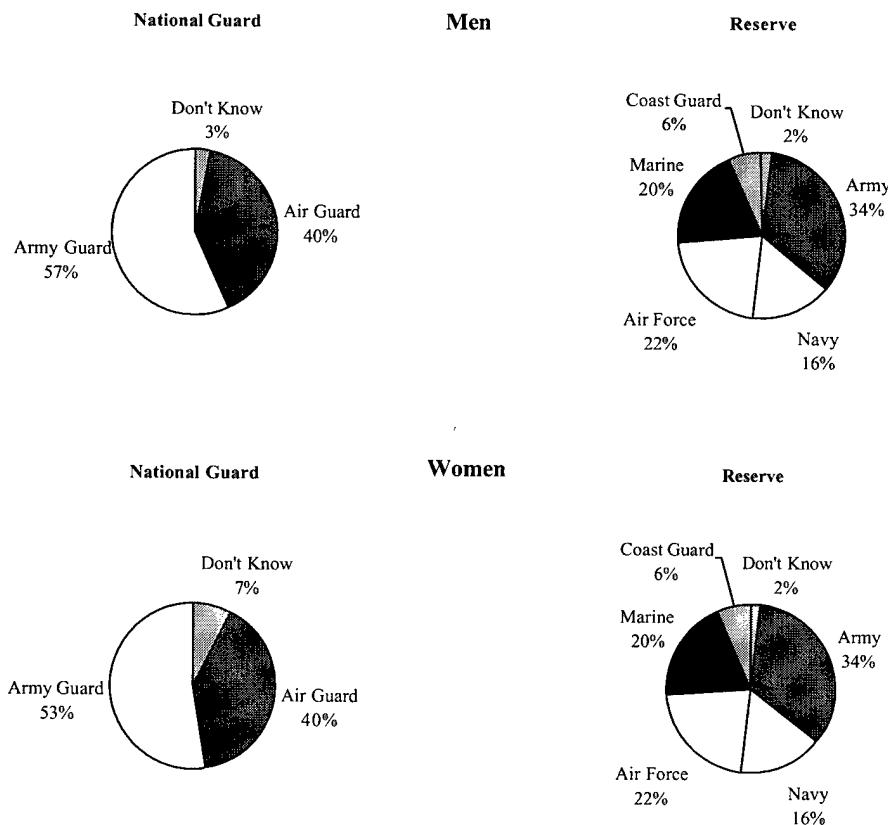 National Guard
Men
Reserve
Don't Know
3%
Air Guard
40%
Army Guard
57%
Coast Guard
6%
Don't Know
2%
Marine
20%
Army
34%
Air Force
22%
Navy
16%
National Guard
Women
Reserve
Don't Know
7%
Army Guard
53%
Air Guard
40%
Coast Guard
6%
Don't Know
2%
Marine
20%
Army
34%
Air Force
22%
Navy
16%